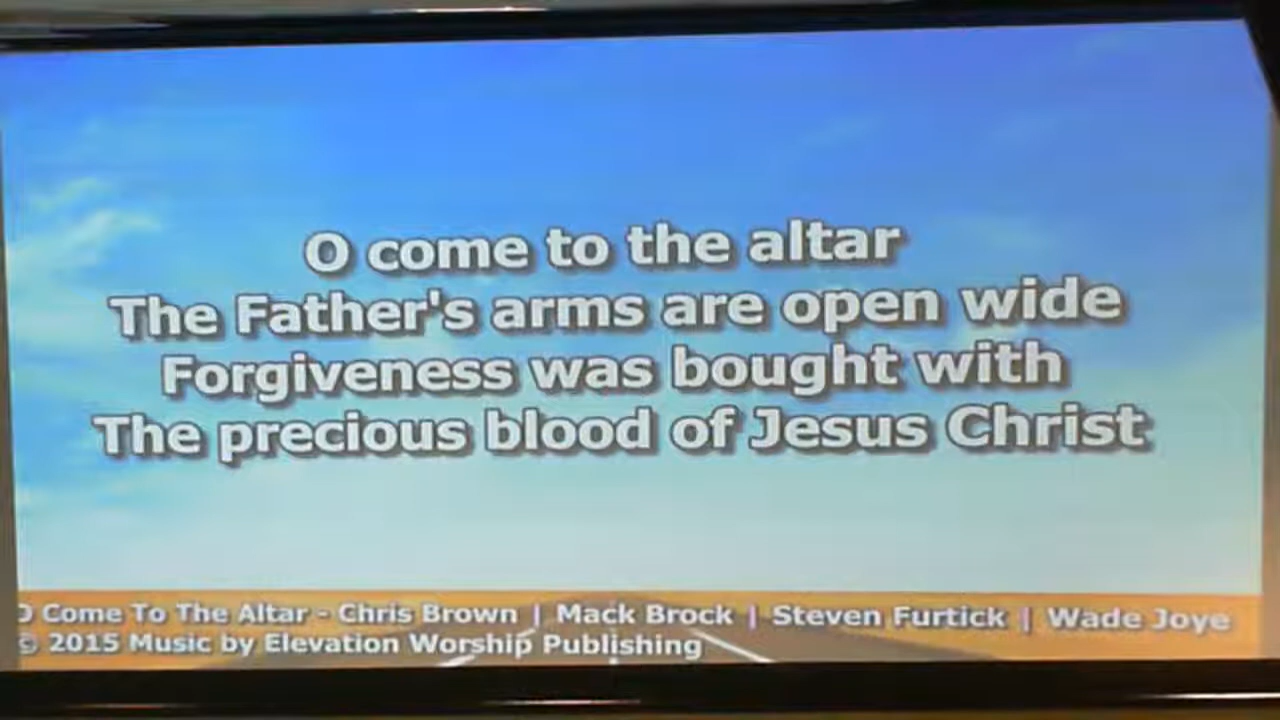 O come to the altar
The Father's arms are open wide
Forgiveness was bought with
The precious blood of Jesus Christ
O Come To The Altar - Chris Brown | Mack Brock | Steven Furtick | Wade Joye
© 2015 Music by Elevation Worship Publishing